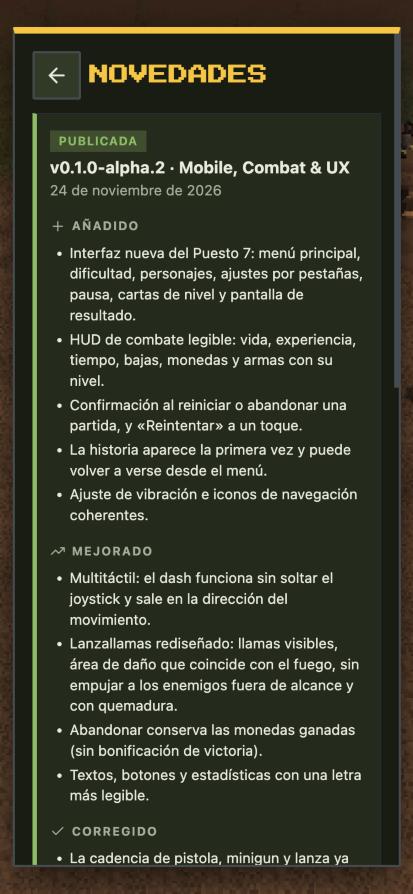 NOVEDADES
PUBLICADA
v0.1.0-alpha.2 · Mobile, Combat & UX
24 de noviembre de 2026
AÑADIDO
• Interfaz nueva del Puesto 7: menú principal,
dificultad, personajes, ajustes por pestañas,
pausa, cartas de nivel y pantalla de
resultado.
• HUD de combate legible: vida, experiencia,
tiempo, bajas, monedas y armas con su
nivel.
• Confirmación al reiniciar o abandonar una
partida, y «Reintentar» a un toque.
• La historia aparece la primera vez y puede
volver a verse desde el menú.
• Ajuste de vibración e iconos de navegación
coherentes.
MEJORADO
• Multitáctil: el dash funciona sin soltar el
joystick y sale en la dirección del
movimiento.
• Lanzallamas rediseñado: llamas visibles,
área de daño que coincide con el fuego, sin
empujar a los enemigos fuera de alcance y
con quemadura.
• Abandonar conserva las monedas ganadas
(sin bonificación de victoria).
• Textos, botones y estadísticas con una letra
más legible.
CORREGIDO
• La cadencia de pistola, minigun y lanza ya